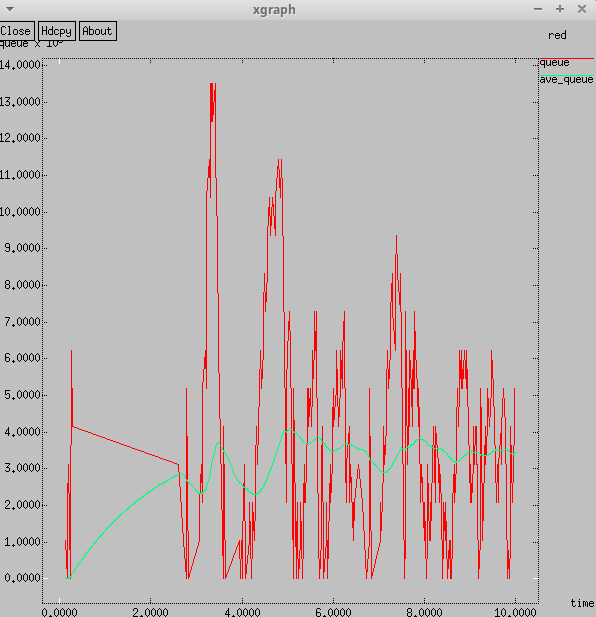 xgraph
Close Hdcpy About
queue x 10³
red
queue
ave_queue
14.0000
13.0000
12.0000
11.0000
10.0000
9.0000
8.0000
7.0000
6.0000
5.0000
4.0000
3.0000
2.0000
1.0000
0.0000
time
0.0000 2.0000 4.0000 6.0000 8.0000 10.0000